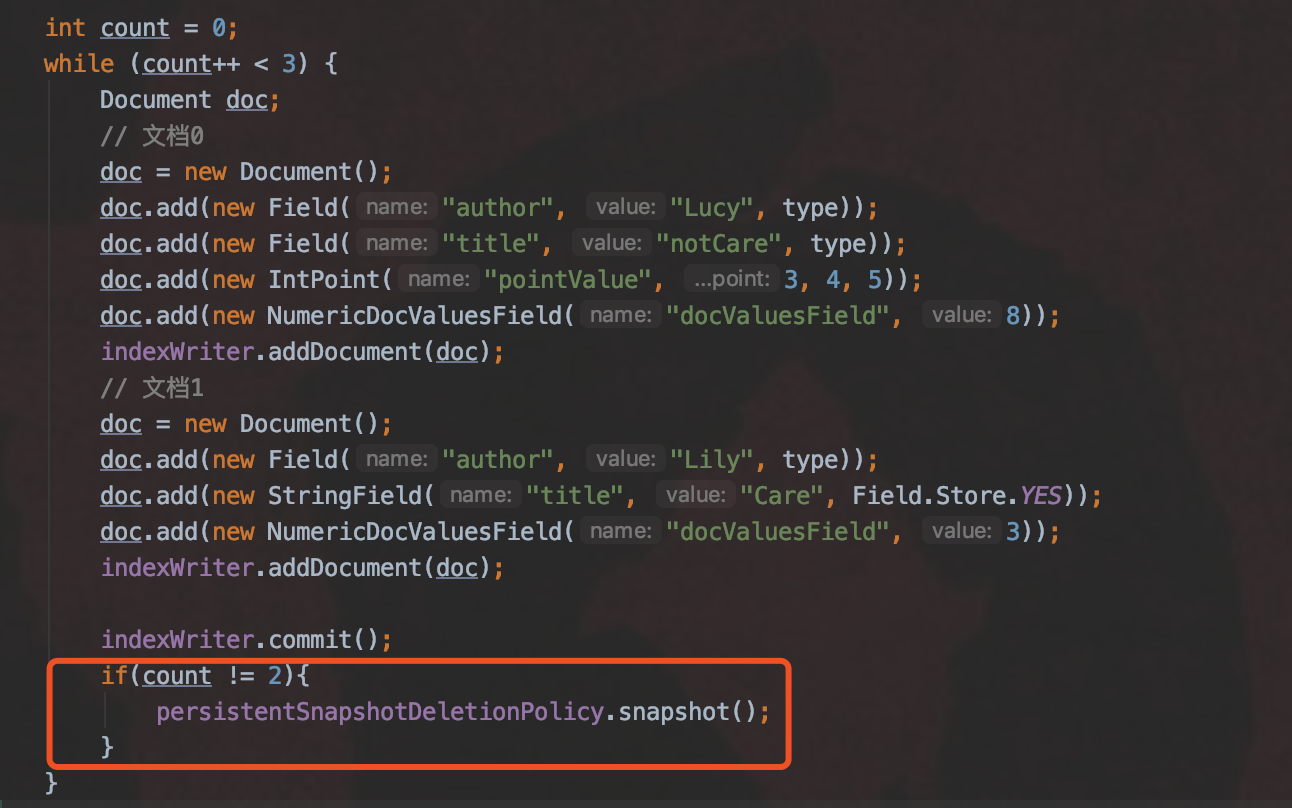 int count = 0;
while (count++ < 3) {
Document doc;
// 文档0
doc = new Document();
doc.add(new Field( name: "author", value: "Lucy", type));
doc.add(new Field( name: "title", value: "notCare", type));
doc.add(new IntPoint( name: "pointValue", ...point: 3, 4, 5));
doc.add(new NumericDocValuesField( name: "docValuesField", value: 8));
indexWriter.addDocument(doc);
// 文档1
doc = new Document();
doc.add(new Field( name: "author", value: "Lily", type));
doc.add(new StringField( name: "title", value: "Care", Field.Store.YES));
doc.add(new NumericDocValuesField( name: "docValuesField", value: 3));
indexWriter.addDocument(doc);
indexWriter.commit();
if(count != 2){
persistentSnapshotDeletionPolicy.snapshot();
}
}